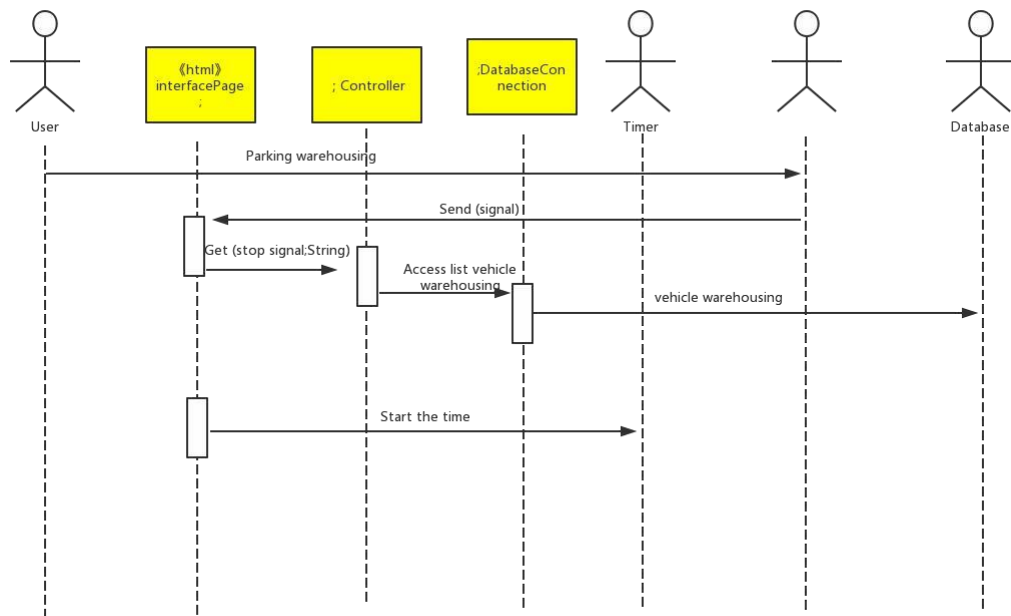 《html》
interfacePage
;
; Controller
;DatabaseCon
nection
User
Timer
Database
Parking warehousing
Send (signal)
Get (stop signal;String)
Access list vehicle
warehousing
vehicle warehousing
Start the time